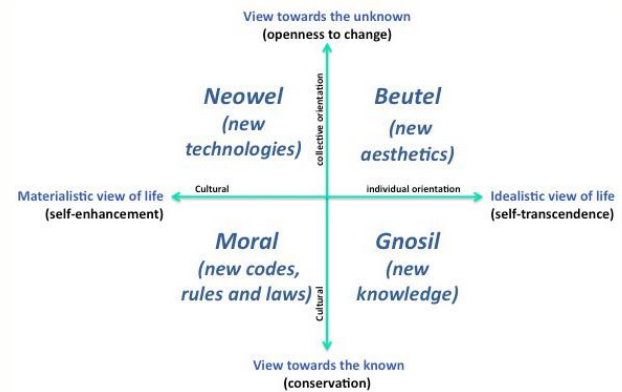 View towards the unknown
(openness to change)
Neowel
(new
technologies)
collective orientation
Beutel
(new
aesthetics)
Materialistic view of life
(self-enhancement)
Cultural
individual orientation
Idealistic view of life
(self-transcendence)
Moral
(new codes,
rules and laws)
Cultural
Gnosil
(new
knowledge)
View towards the known
(conservation)